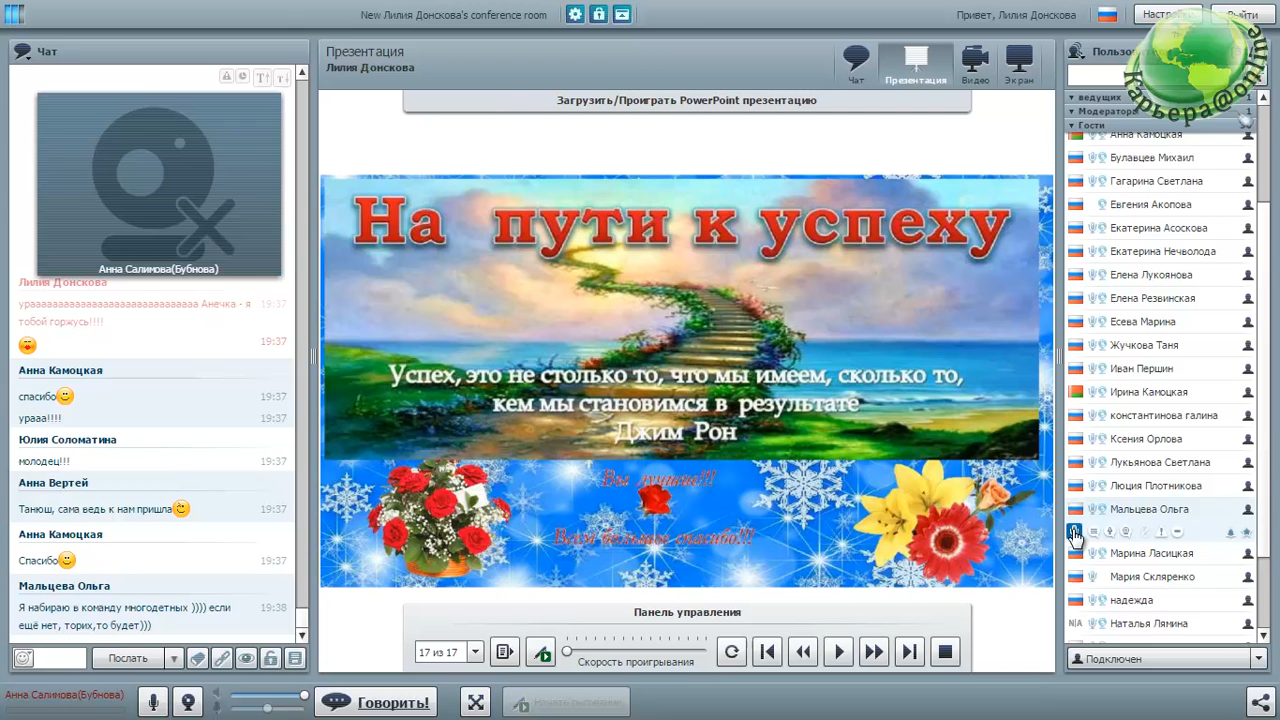 New Лилия Донскова's conference room
Привет, Лилия Донскова
Выйти
Карьера@online
Чат
Анна Салимова(Бубнова)
Лилия Донскова
ураааааааааааааааааааааааааааа Анечка - я 19:37
тобой горжусь!!!!
19:37
Анна Камоцкая
спасибо 19:37
урааа!!!! 19:37
Юлия Соломатина
молодец!!! 19:37
Анна Вертей
Танюш, сама ведь к нам пришла 19:37
Анна Камоцкая
Спасибо 19:37
Мальцева Ольга
Я набираю в команду многодетных )))) если 19:38
ещё нет, торих,то будет)))
Послать
Презентация
Лилия Донскова
Чат
Презентация
Видео
Экран
Загрузить/Проиграть PowerPoint презентацию
На пути к успеху
Успех, это не столько то, что мы имеем, сколько то,
кем мы становимся в результате
Джим Рон
Вы лучшие!!!
Всем большое спасибо!!!
Панель управления
17 из 17
Скорость проигрывания
ведущих 1
Модератора 1
Гости
Анна Камоцкая
Булавцев Михаил
Гагарина Светлана
Евгения Акопова
Екатерина Асоскова
Екатерина Нечволода
Елена Лукоянова
Елена Резвинская
Есева Марина
Жучкова Таня
Иван Першин
Ирина Камоцкая
константинова галина
Ксения Орлова
Лукьянова Светлана
Люция Плотникова
Мальцева Ольга
Марина Ласицкая
Мария Скляренко
надежда
N/A Наталья Лямина
Подключен
Анна Салимова(Бубнова)
Говорить!